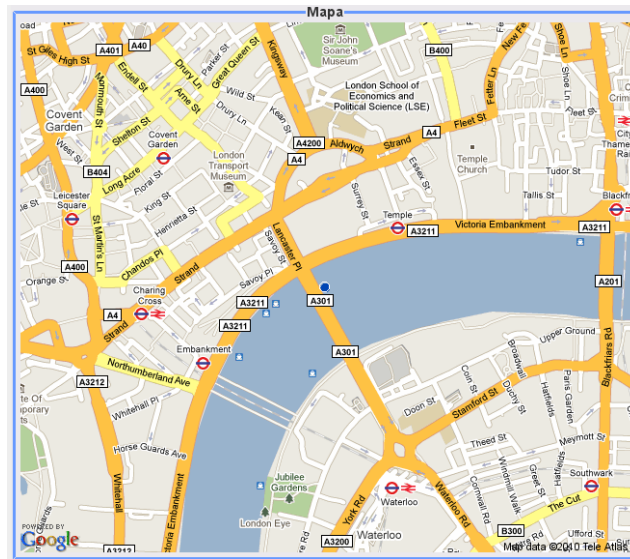 Mapa
oad
St Giles High St
A401
A40
Drury Ln
Parker St
Great Queen St
Kingsway
Sir John
Soane's
Museum
B400
New Fe
Shoe Ln
Fetter Ln
A400
Monmouth St
Endell St
Arne St
Wild St
Drury Ln
Kean St
London School of
Economics and
Political Science (LSE)
Shoe Ln
Covent
Garden
Shelton St
Covent
Garden
A4200
Aldwych
Strand
A4
Fleet St
West St
B404
Long Acre
Floral St
London
Transport
Museum
A4
Essex St
Temple
Church
Tudor St
Leicester
Square
King St
Henrietta St
Surrey St
Tallis St
Blackf
St Martin's Ln
Temple
Victoria Embankment
A3211
A3211
Lancaster Pl
Savoy St
Chandos Pl
Strand
Savoy Pl
A400
Orange St
Charing
Cross
A3211
A301
A201
A4
Strand
A3211
Upper Ground
Embankment
A301
Broadwall
Blackfriars Rd
A3212
Northumberland Ave
Coin St
Duchy St
Hatfields
Paris Garden
Whitehall Pl
Doon St
Stamford St
Theed St
Meymott St
Horse Guards Ave
Windmill Walk
Greet St
Hatfields
Southwark
Jubilee
Gardens
Waterloo
Cornwall Rd
Whitehall
Victoria Embankment
London Eye
York Rd
Waterloo Rd
The Cut
B300
POWERED BY
Google
A3212
A3200
Waterloo
Ufford St
Map data ©2010 Tele Atlas